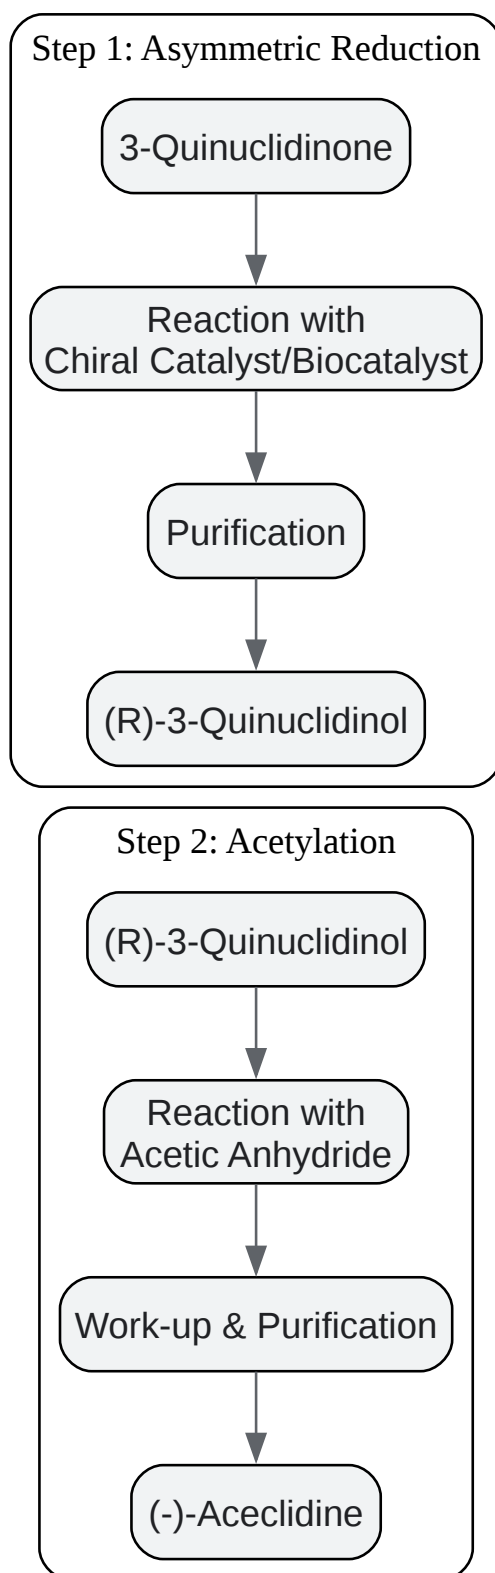 Step 1: Asymmetric Reduction
3-Quinuclidinone
Reaction with
Chiral Catalyst/Biocatalyst
Purification
(R)-3-Quinuclidinol
Step 2: Acetylation
(R)-3-Quinuclidinol
Reaction with
Acetic Anhydride
Work-up & Purification
(-)-Aceclidine